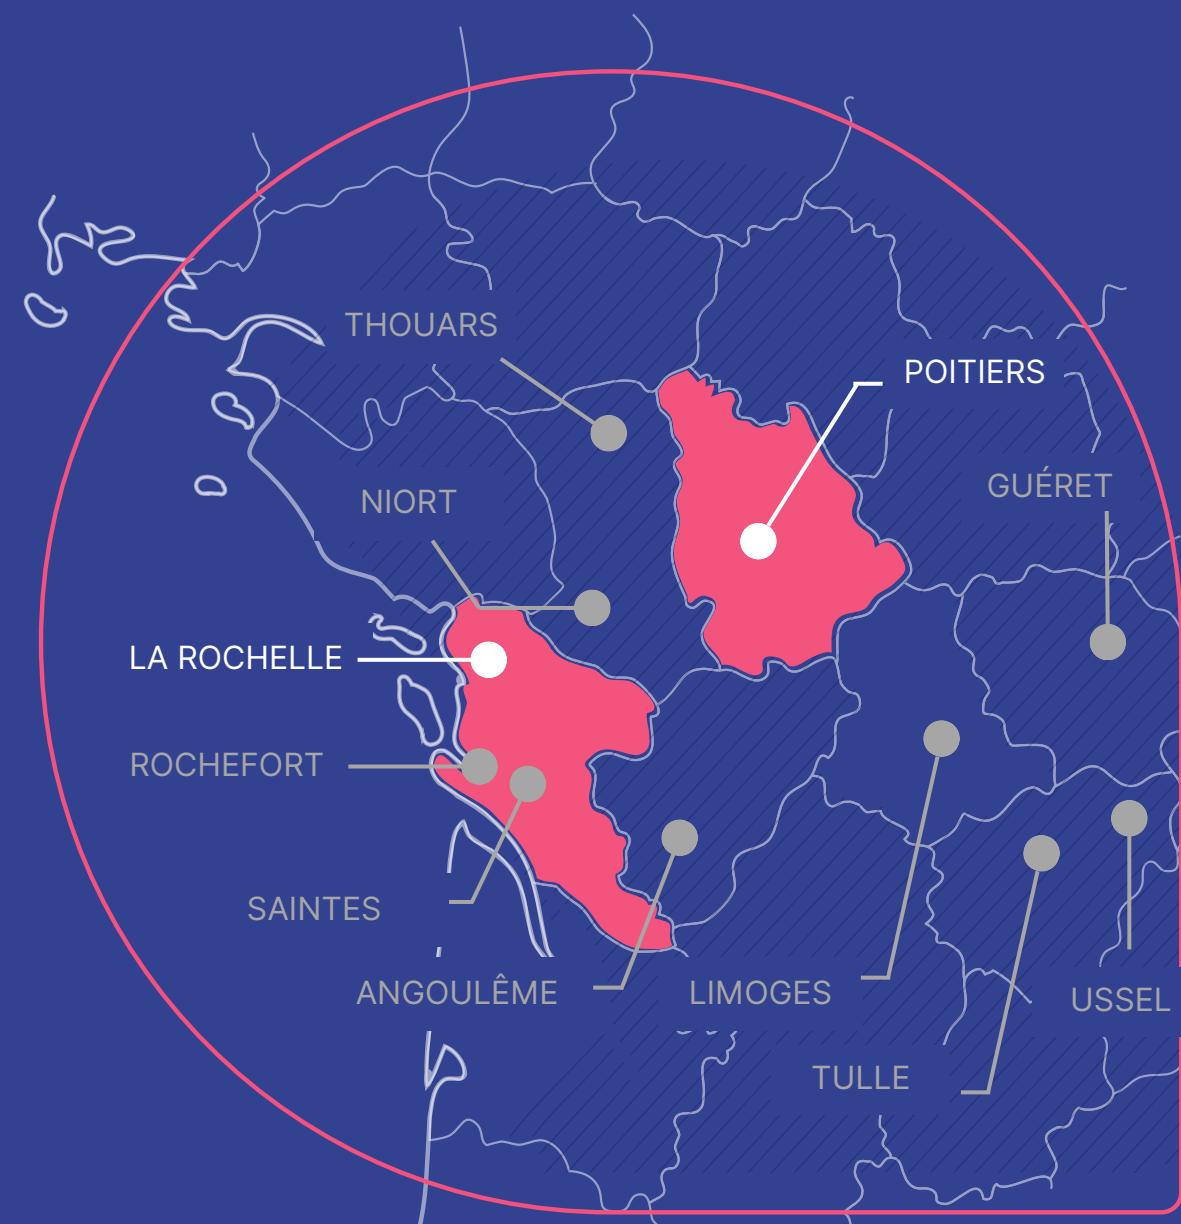 THOUARS
POITIERS
GUÉRET
NIORT
LA ROCHELLE
ROCHEFORT
SAINTES
ANGOULÊME
LIMOGES
USSEL
TULLE